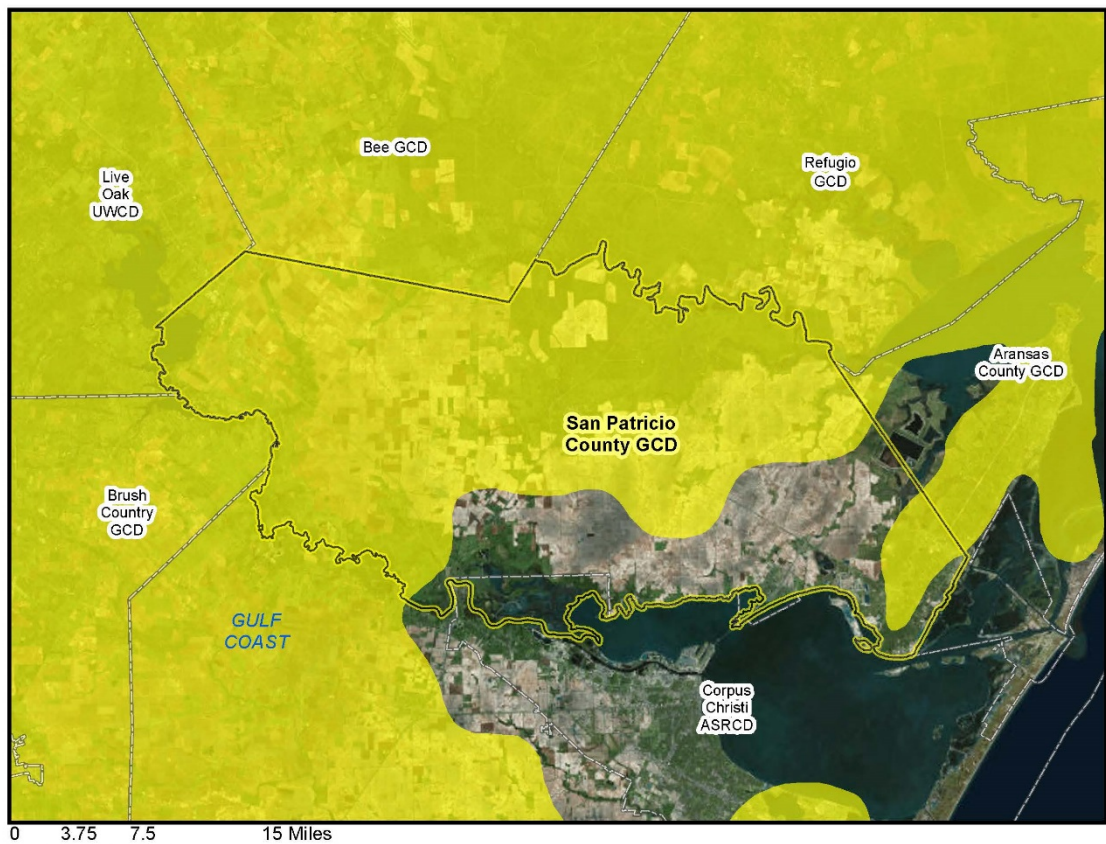 Bee GCD
Refugio
GCD
Live
Oak
UWCD
Aransas
County GCD
San Patricio
County GCD
Brush
Country
GCD
GULF
COAST
Corpus
Christi
ASRCD
0 3.75 7.5 15 Miles